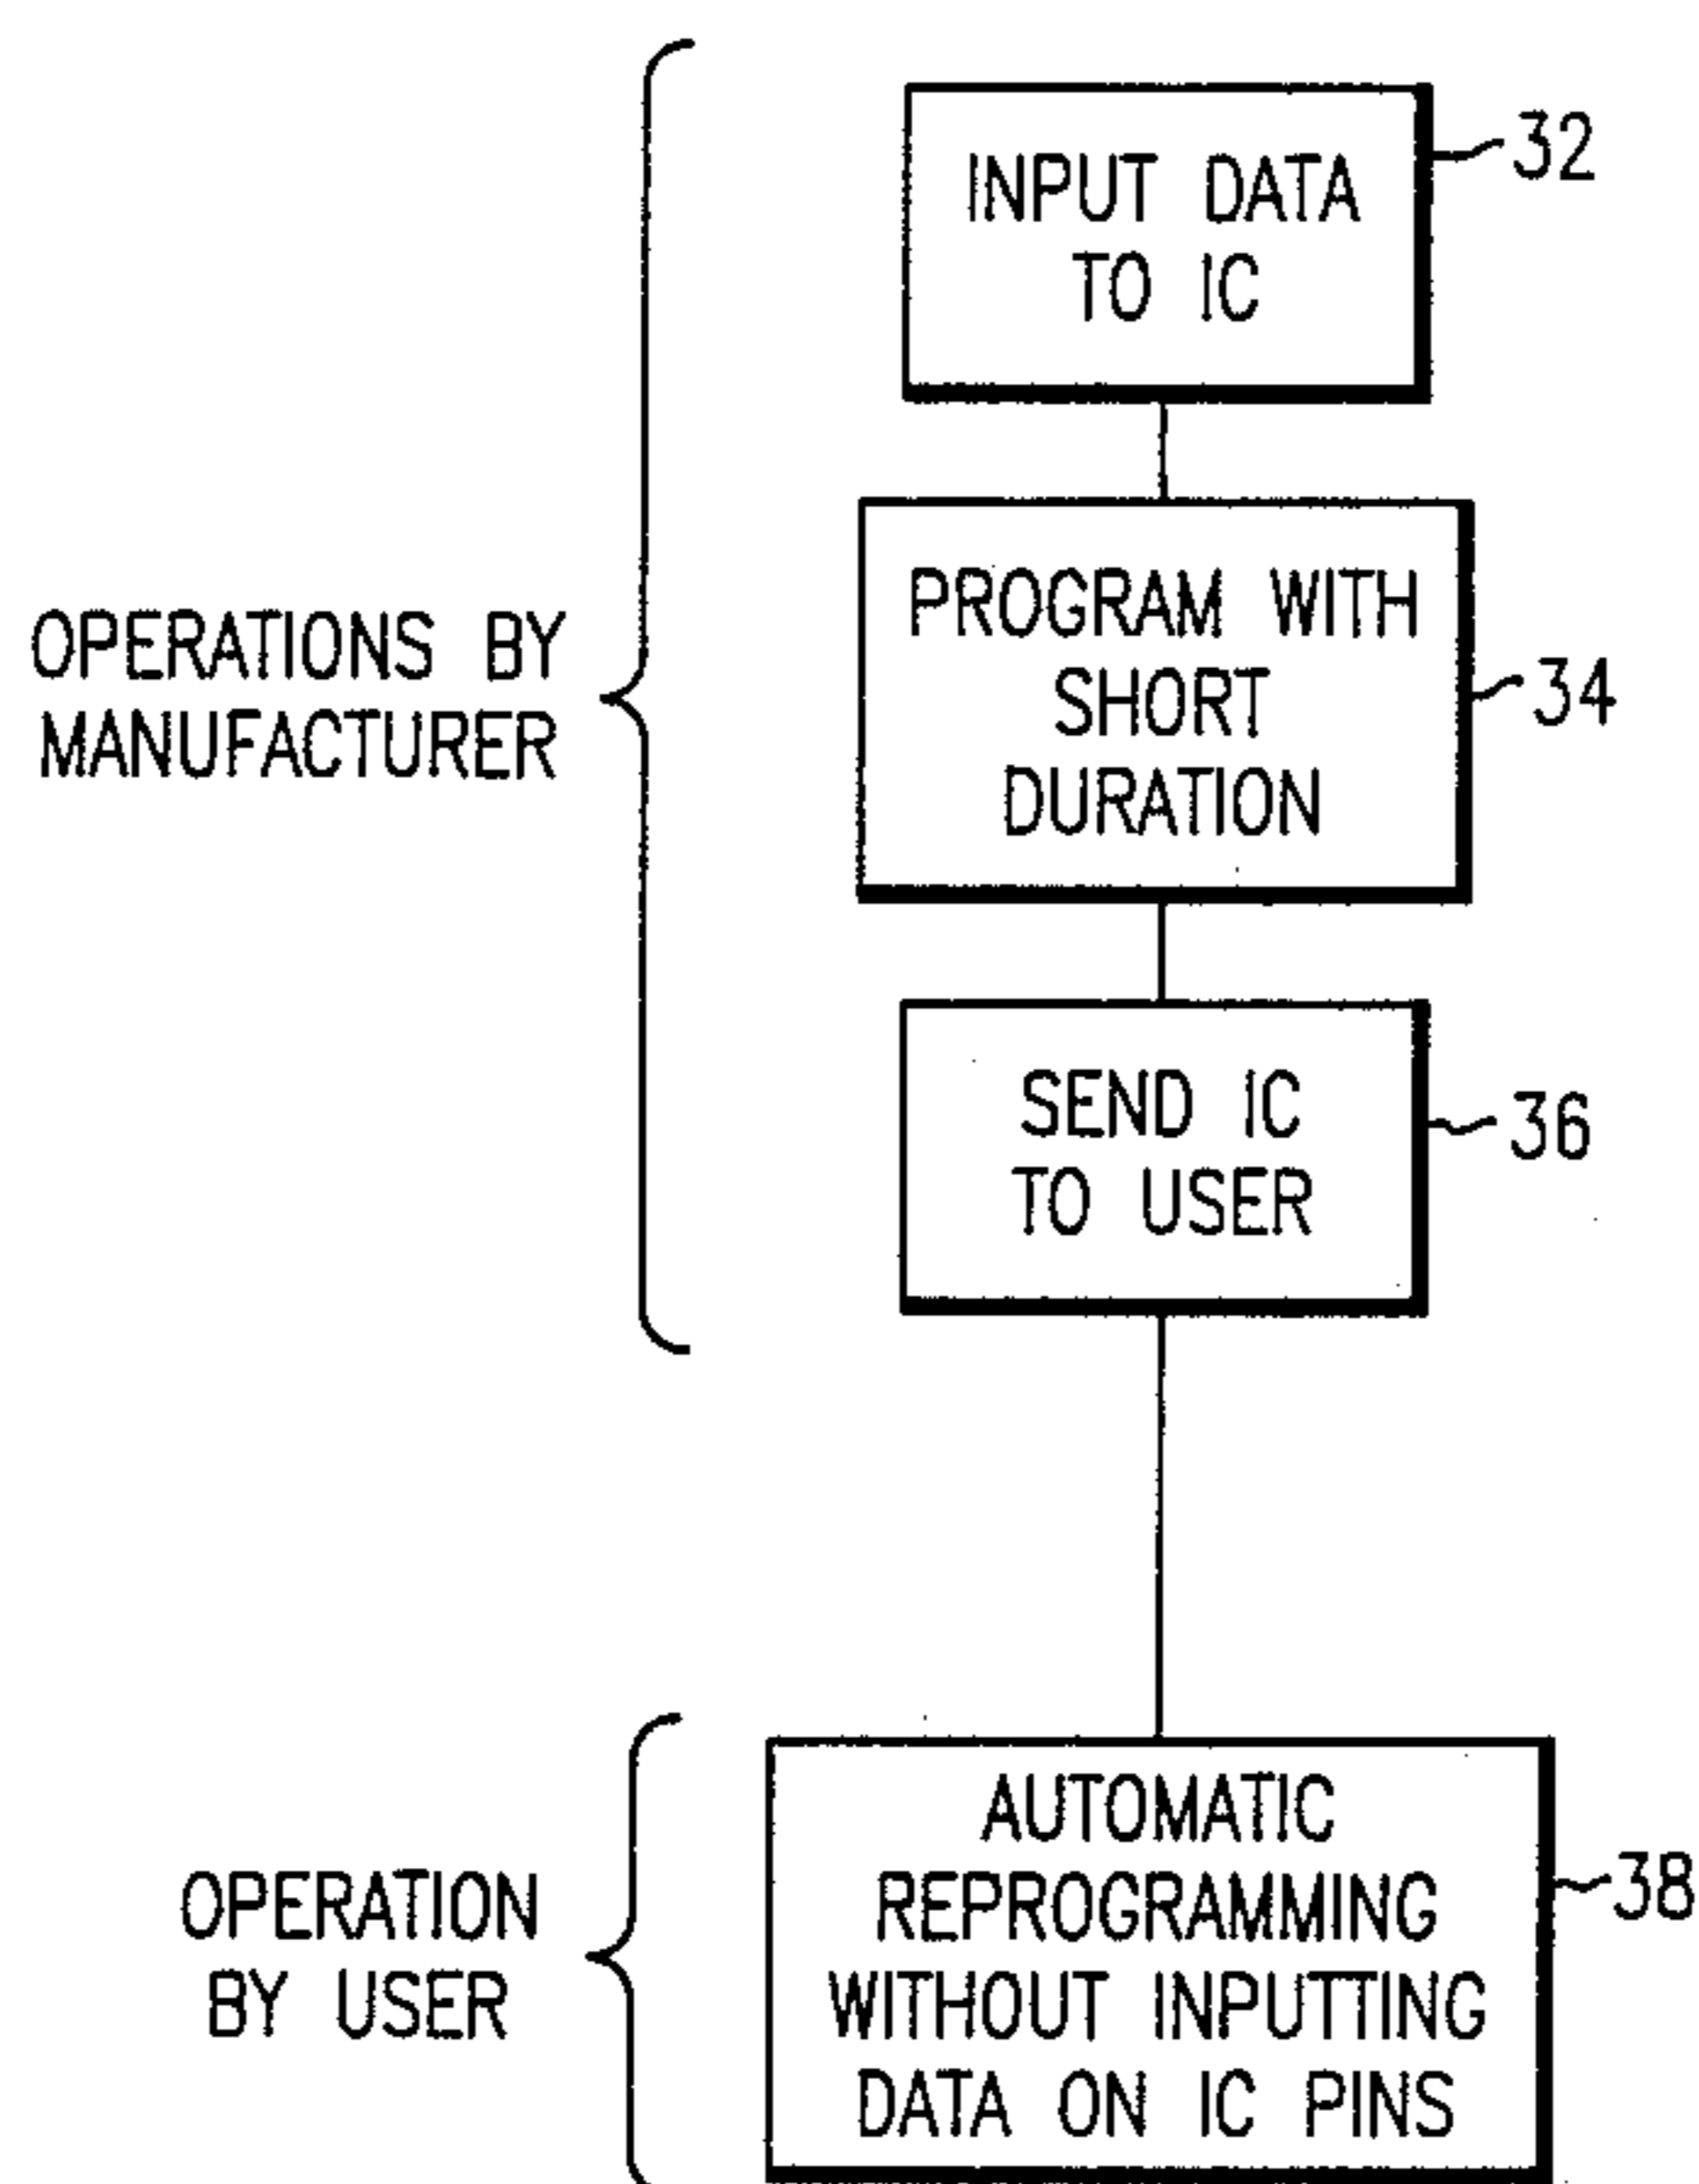 INPUT DATA
TO IC
32
OPERATIONS BY
MANUFACTURER
PROGRAM WITH
SHORT
DURATION
34
SEND IC
TO USER
36
OPERATION
BY USER
AUTOMATIC
REPROGRAMMING
WITHOUT INPUTTING
DATA ON IC PINS
38